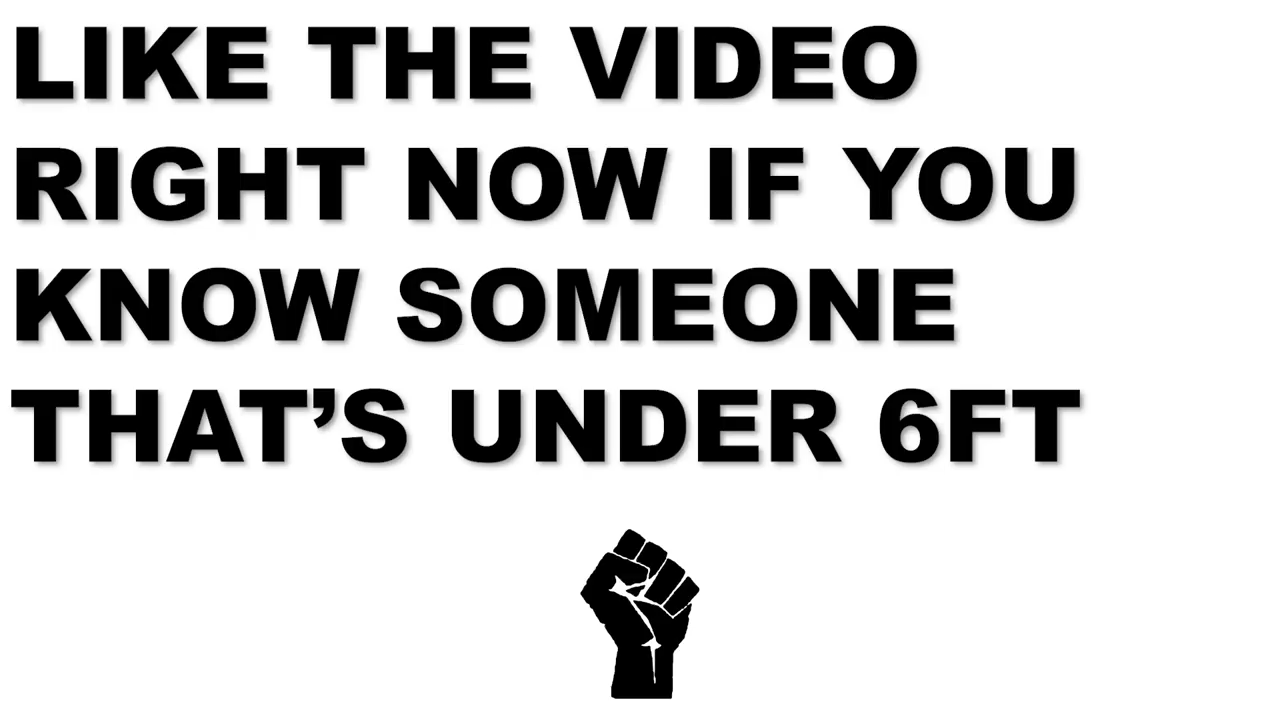 LIKE THE VIDEO
RIGHT NOW IF YOU
KNOW SOMEONE
THAT’S UNDER 6FT